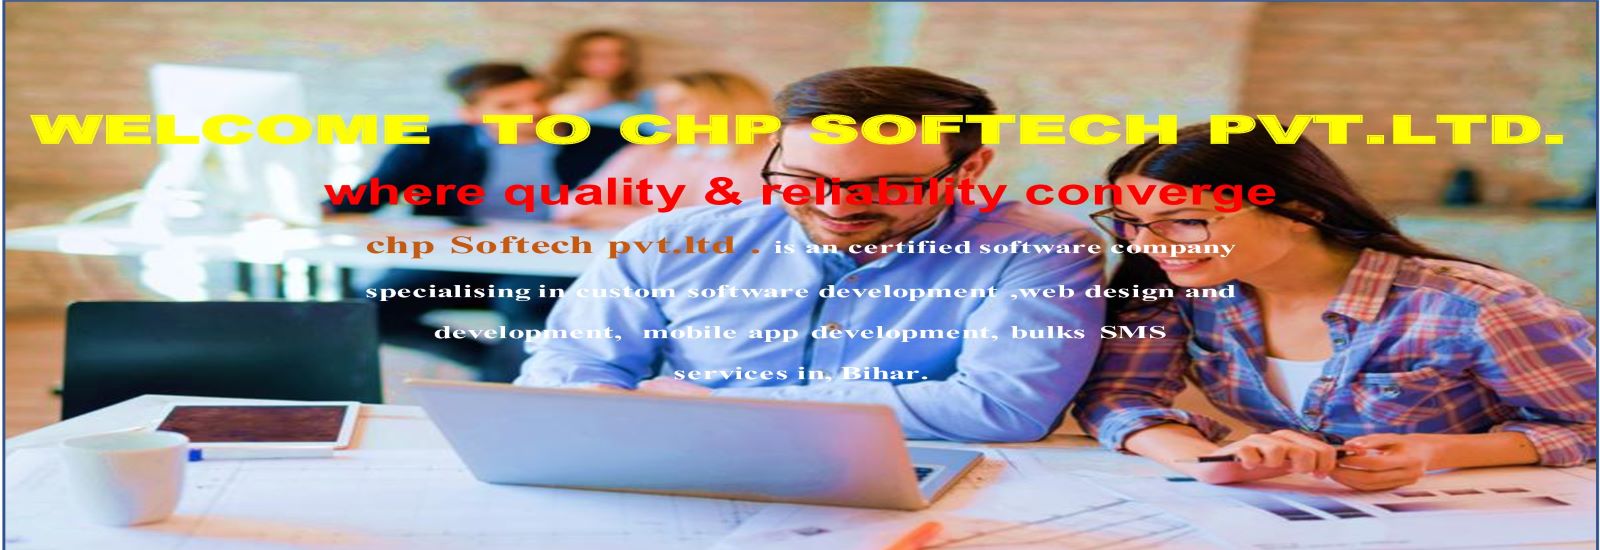 WELCOME TO CHP SOFTECH PVT.LTD.
where quality & reliability converge
chp Softech pvt.ltd . is an certified software company
specialising in custom software development ,web design and
development, mobile app development, bulks SMS
services in, Bihar.